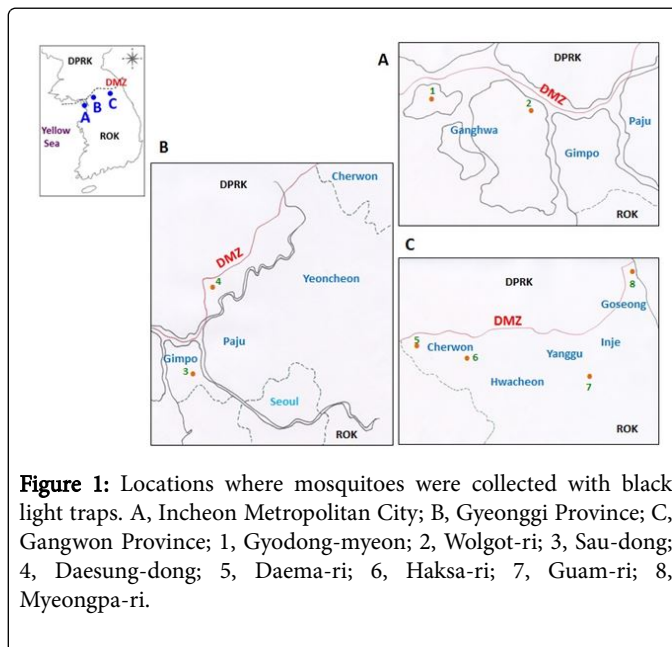 DPRK
DMZ
B
C
A
Yellow
Sea
ROK
A
DPRK
DMZ
1
2
Ganghwa
Paju
Gimpo
ROK
B
DPRK
Cherwon
DMZ
4
Yeoncheon
Paju
Gimpo
3
Seoul
ROK
C
DPRK
8
Goseong
DMZ
5
Cherwon
6
Yanggu
Inje
Hwacheon
7
ROK
Figure 1: Locations where mosquitoes were collected with black
light traps. A, Incheon Metropolitan City; B, Gyeonggi Province; C,
Gangwon Province; 1, Gyodong-myeon; 2, Wolgot-ri; 3, Sau-dong;
4, Daesung-dong; 5, Daema-ri; 6, Haksa-ri; 7, Guam-ri; 8,
Myeongpa-ri.